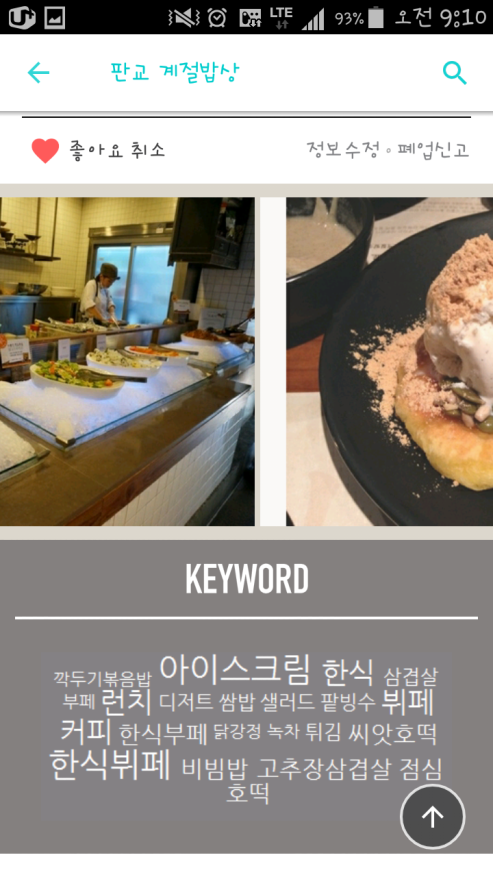 LTE 93% 오전 9:10
판교 계절밥상
좋아요 취소 정보수정 ◦ 폐업신고
KEYWORD
깍두기볶음밥 아이스크림 한식 삼겹살
부페 런치 디저트 쌈밥 샐러드 팥빙수 뷔페
커피 한식부페 닭강정 녹차 튀김 씨앗호떡
한식뷔페 비빔밥 고추장삼겹살 점심
호떡